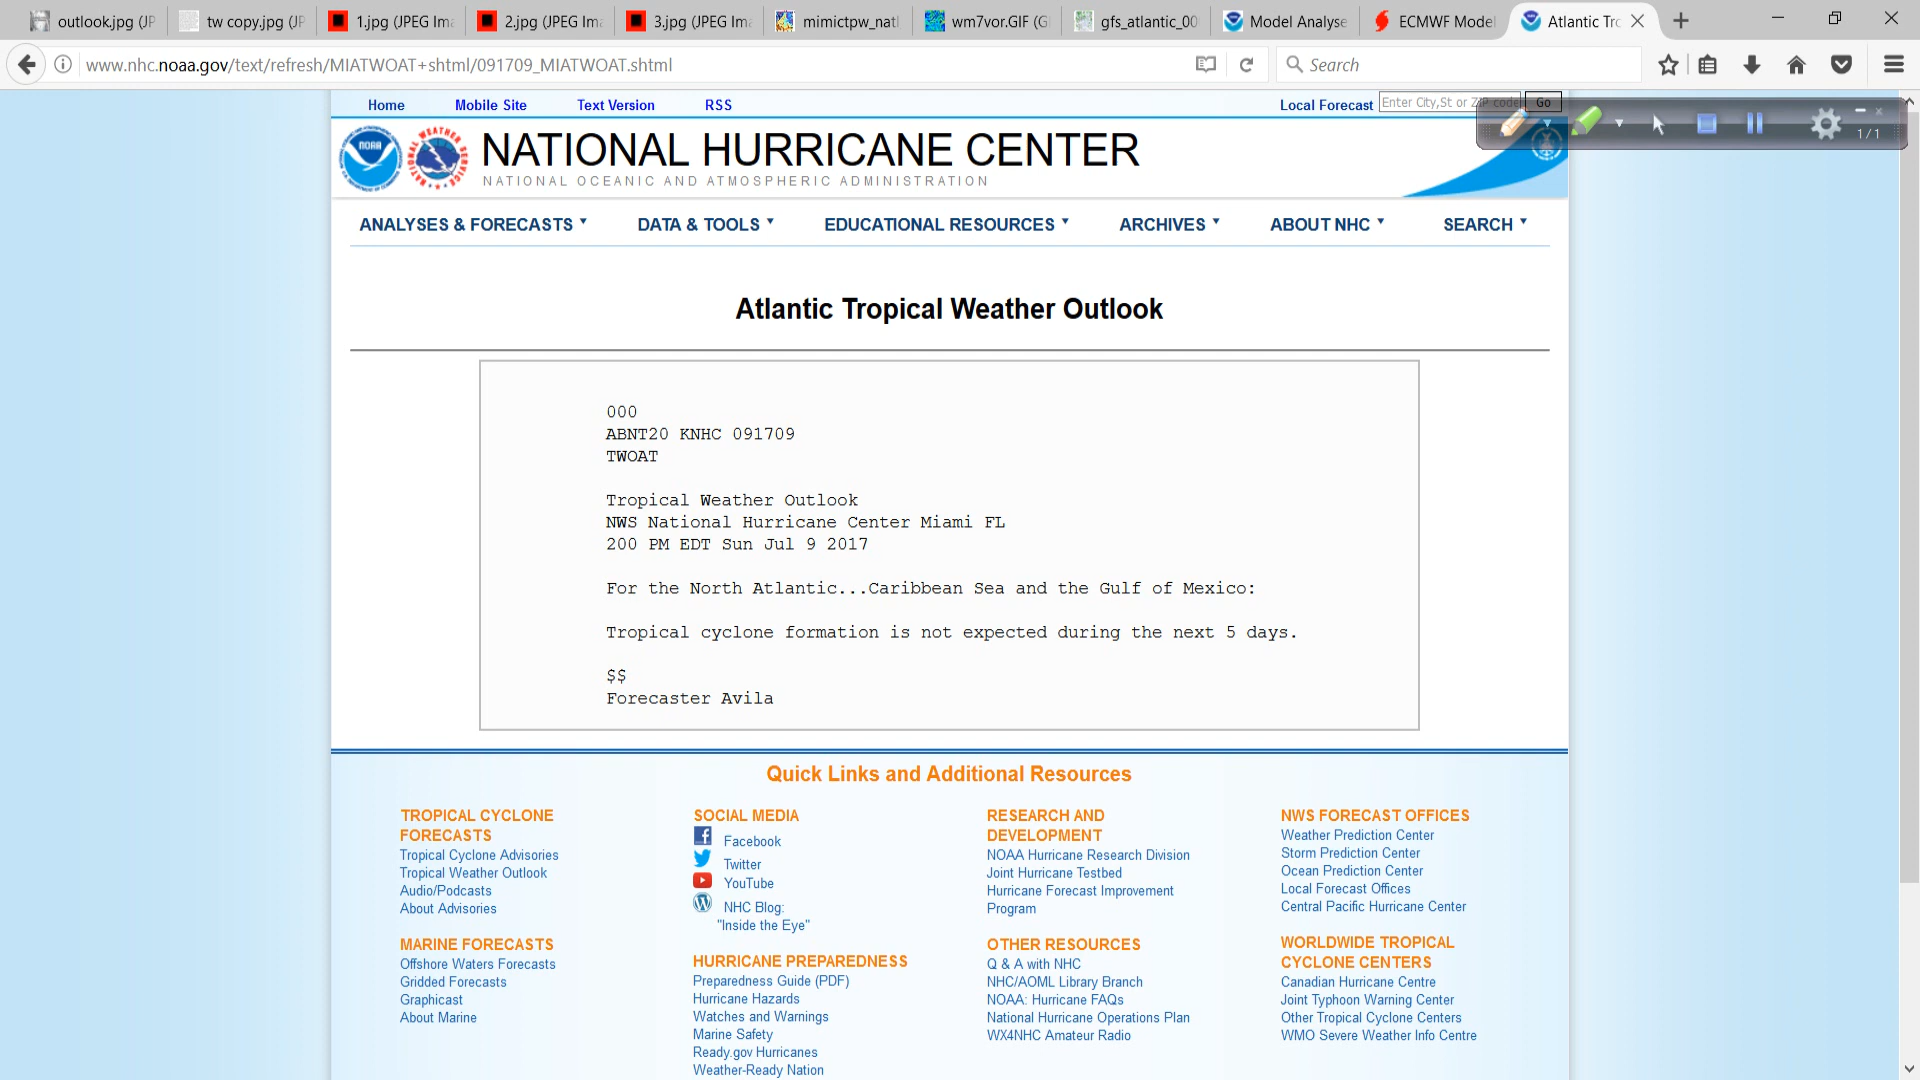 outlook.jpg (JP
tw copy.jpg (JP
1.jpg (JPEG Ima
2.jpg (JPEG Ima
3.jpg (JPEG Ima
mimictpw_natl
wm7vor.GIF (GI
gfs_atlantic_00
Model Analyse
ECMWF Model
Atlantic Tro
www.nhc.noaa.gov/text/refresh/MIATWOAT+shtml/091709_MIATWOAT.shtml
Search
Home
Mobile Site
Text Version
RSS
Local Forecast
Enter City,St or ZIP code
Go
1/1
NOAA
NATIONAL HURRICANE CENTER
NATIONAL OCEANIC AND ATMOSPHERIC ADMINISTRATION
ANALYSES & FORECASTS
DATA & TOOLS
EDUCATIONAL RESOURCES
ARCHIVES
ABOUT NHC
SEARCH
Atlantic Tropical Weather Outlook
000
ABNT20 KNHC 091709
TWOAT
Tropical Weather Outlook
NWS National Hurricane Center Miami FL
200 PM EDT Sun Jul 9 2017
For the North Atlantic...Caribbean Sea and the Gulf of Mexico:
Tropical cyclone formation is not expected during the next 5 days.
$$
Forecaster Avila
Quick Links and Additional Resources
TROPICAL CYCLONE
FORECASTS
Tropical Cyclone Advisories
Tropical Weather Outlook
Audio/Podcasts
About Advisories
MARINE FORECASTS
Offshore Waters Forecasts
Gridded Forecasts
Graphicast
About Marine
SOCIAL MEDIA
Facebook
Twitter
YouTube
NHC Blog:
"Inside the Eye"
HURRICANE PREPAREDNESS
Preparedness Guide (PDF)
Hurricane Hazards
Watches and Warnings
Marine Safety
Ready.gov Hurricanes
Weather-Ready Nation
RESEARCH AND
DEVELOPMENT
NOAA Hurricane Research Division
Joint Hurricane Testbed
Hurricane Forecast Improvement
Program
OTHER RESOURCES
Q & A with NHC
NHC/AOML Library Branch
NOAA: Hurricane FAQs
National Hurricane Operations Plan
WX4NHC Amateur Radio
NWS FORECAST OFFICES
Weather Prediction Center
Storm Prediction Center
Ocean Prediction Center
Local Forecast Offices
Central Pacific Hurricane Center
WORLDWIDE TROPICAL
CYCLONE CENTERS
Canadian Hurricane Centre
Joint Typhoon Warning Center
Other Tropical Cyclone Centers
WMO Severe Weather Info Centre